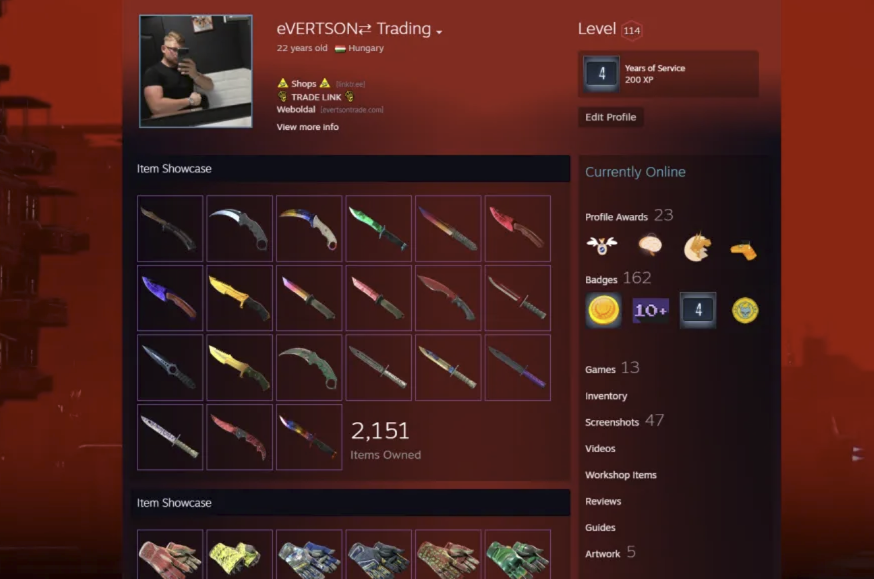 eVERTSON⇄ Trading
22 years old Hungary
Shops [linktr.ee]
TRADE LINK
Weboldal [evertsontrade.com]
View more info
Level 114
4 Years of Service
200 XP
Edit Profile
Item Showcase
2,151
Items Owned
Item Showcase
Currently Online
Profile Awards 23
Badges 162
10+ 4
Games 13
Inventory
Screenshots 47
Videos
Workshop Items
Reviews
Guides
Artwork 5